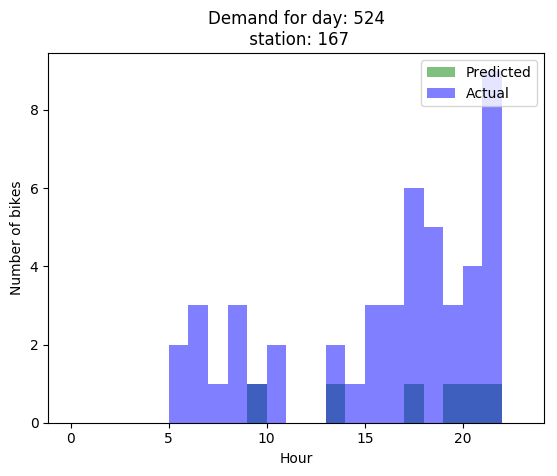 Demand for day: 524
station: 167
Predicted
Actual
Number of bikes
8
6
4
2
0
0 5 10 15 20
Hour